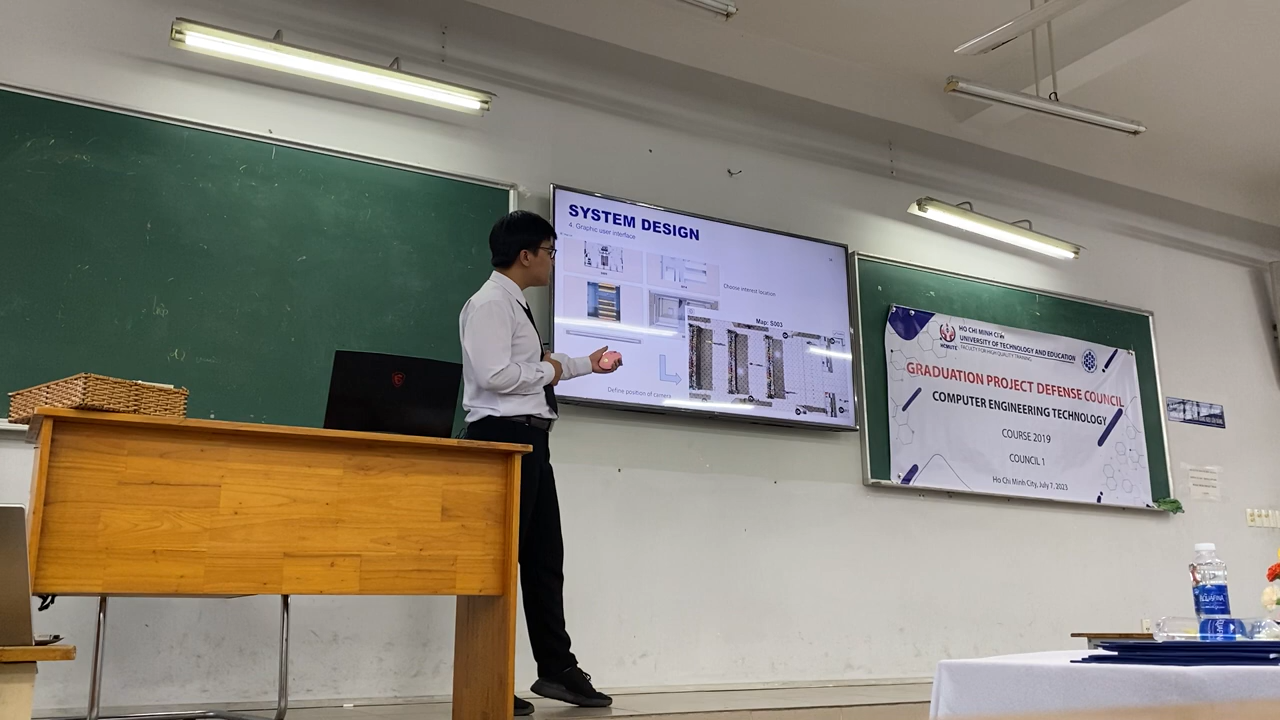 SYSTEM DESIGN
4. Graphic user interface
Choose interest location
Map: S003
Define position of camera
HCMUTE
HO CHI MINH CITY
UNIVERSITY OF TECHNOLOGY AND EDUCATION
FACULTY FOR HIGH QUALITY TRAINING
GRADUATION PROJECT DEFENSE COUNCIL
COMPUTER ENGINEERING TECHNOLOGY
COURSE 2019
COUNCIL 1
Ho Chi Minh City, July 7, 2023